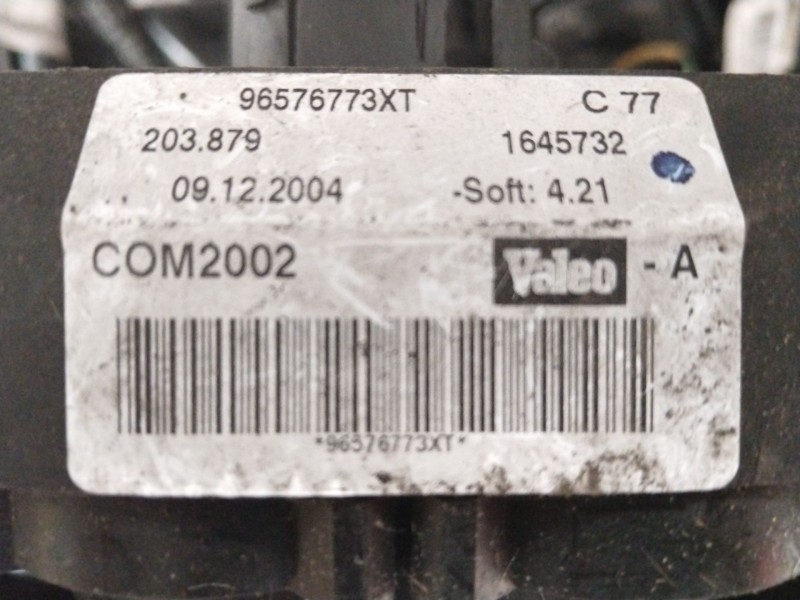 96576773XT C 77
203.879 1645732
09.12.2004 -Soft: 4.21
COM2002 Valeo - A
*96576773XT*